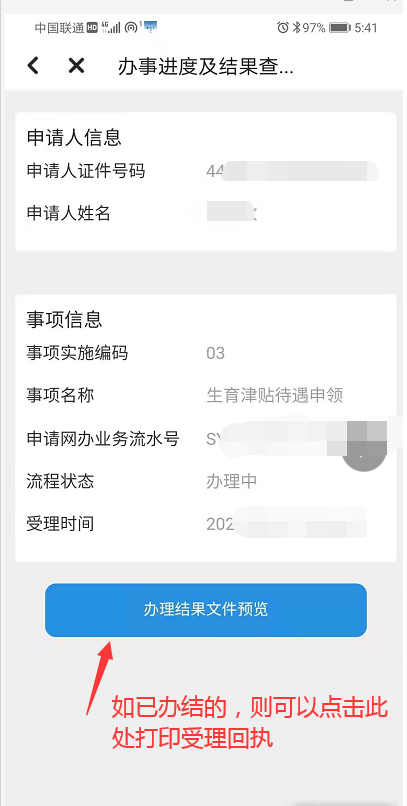 中国联通 HD 46 1 97% 5:41
办事进度及结果查...
申请人信息
申请人证件号码 44
申请人姓名
事项信息
事项实施编码 03
事项名称 生育津贴待遇申领
申请网办业务流水号 SY
流程状态 办理中
受理时间 202
办理结果文件预览
如已办结的，则可以点击此
处打印受理回执